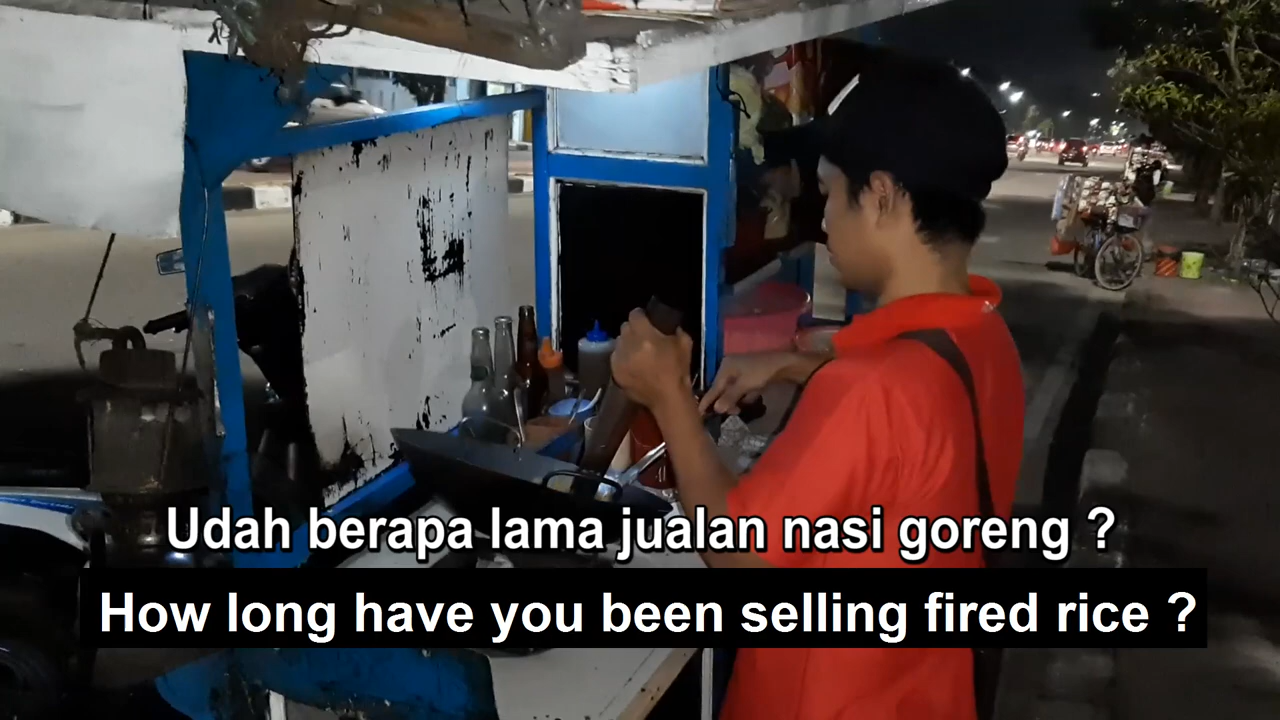 Udah berapa lama jualan nasi goreng ?
How long have you been selling fired rice ?